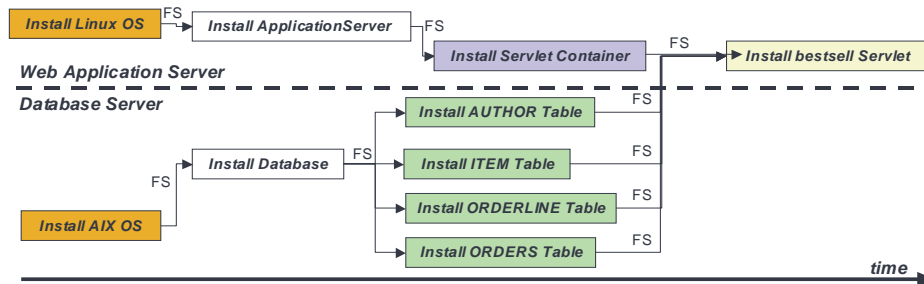 Install Linux OS
FS
Install ApplicationServer
FS
Install Servlet Container
FS
Install bestsell Servlet
Web Application Server
Database Server
Install AUTHOR Table
FS
Install Database
FS
Install ITEM Table
FS
FS
Install ORDERLINE Table
FS
Install AIX OS
Install ORDERS Table
FS
time